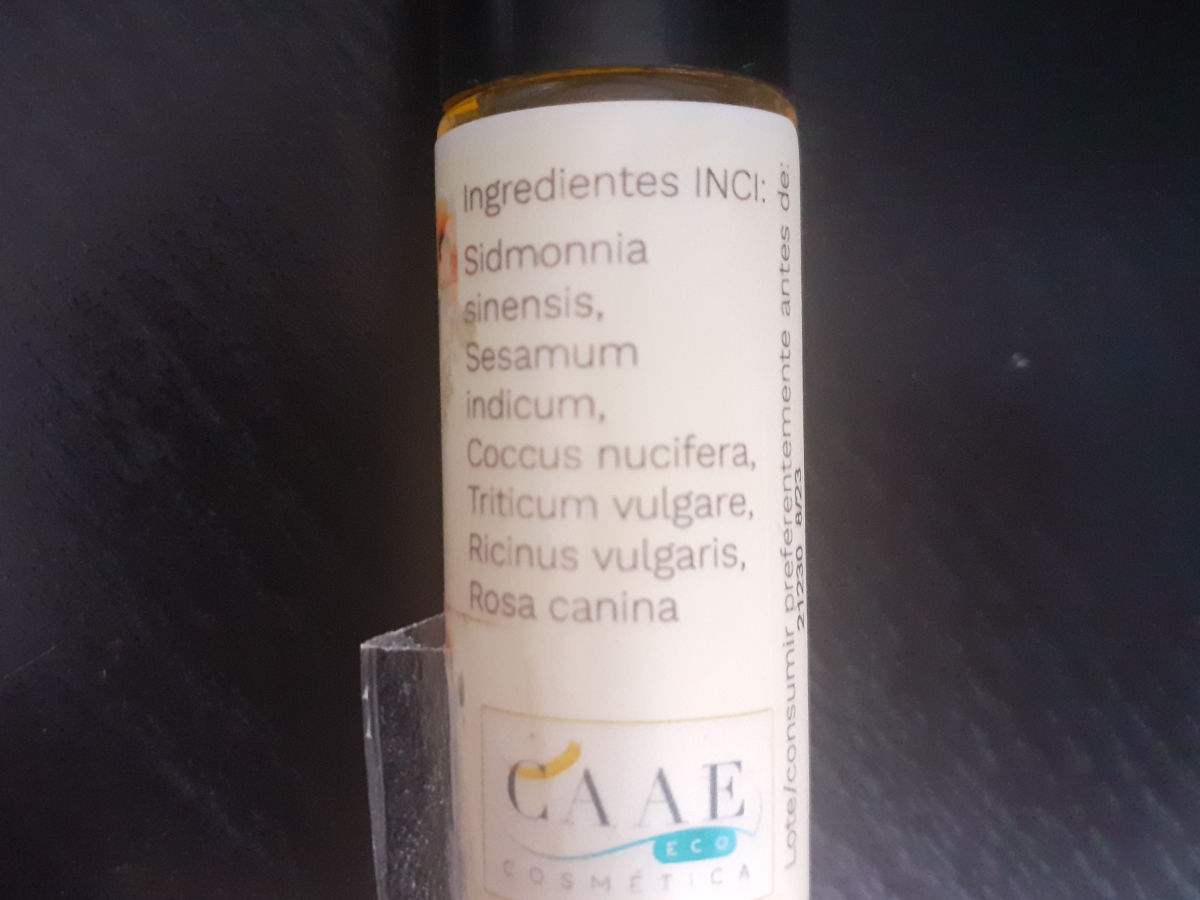 Ingredientes INCI:
Sidmonnia
sinensis,
Sesamum
indicum,
Coccus nucifera,
Triticum vulgare,
Ricinus vulgaris,
Rosa canina
CAAE
ECO
COSMÉTICA
Lote/consumir preferentemente antes de:
21230 8/23